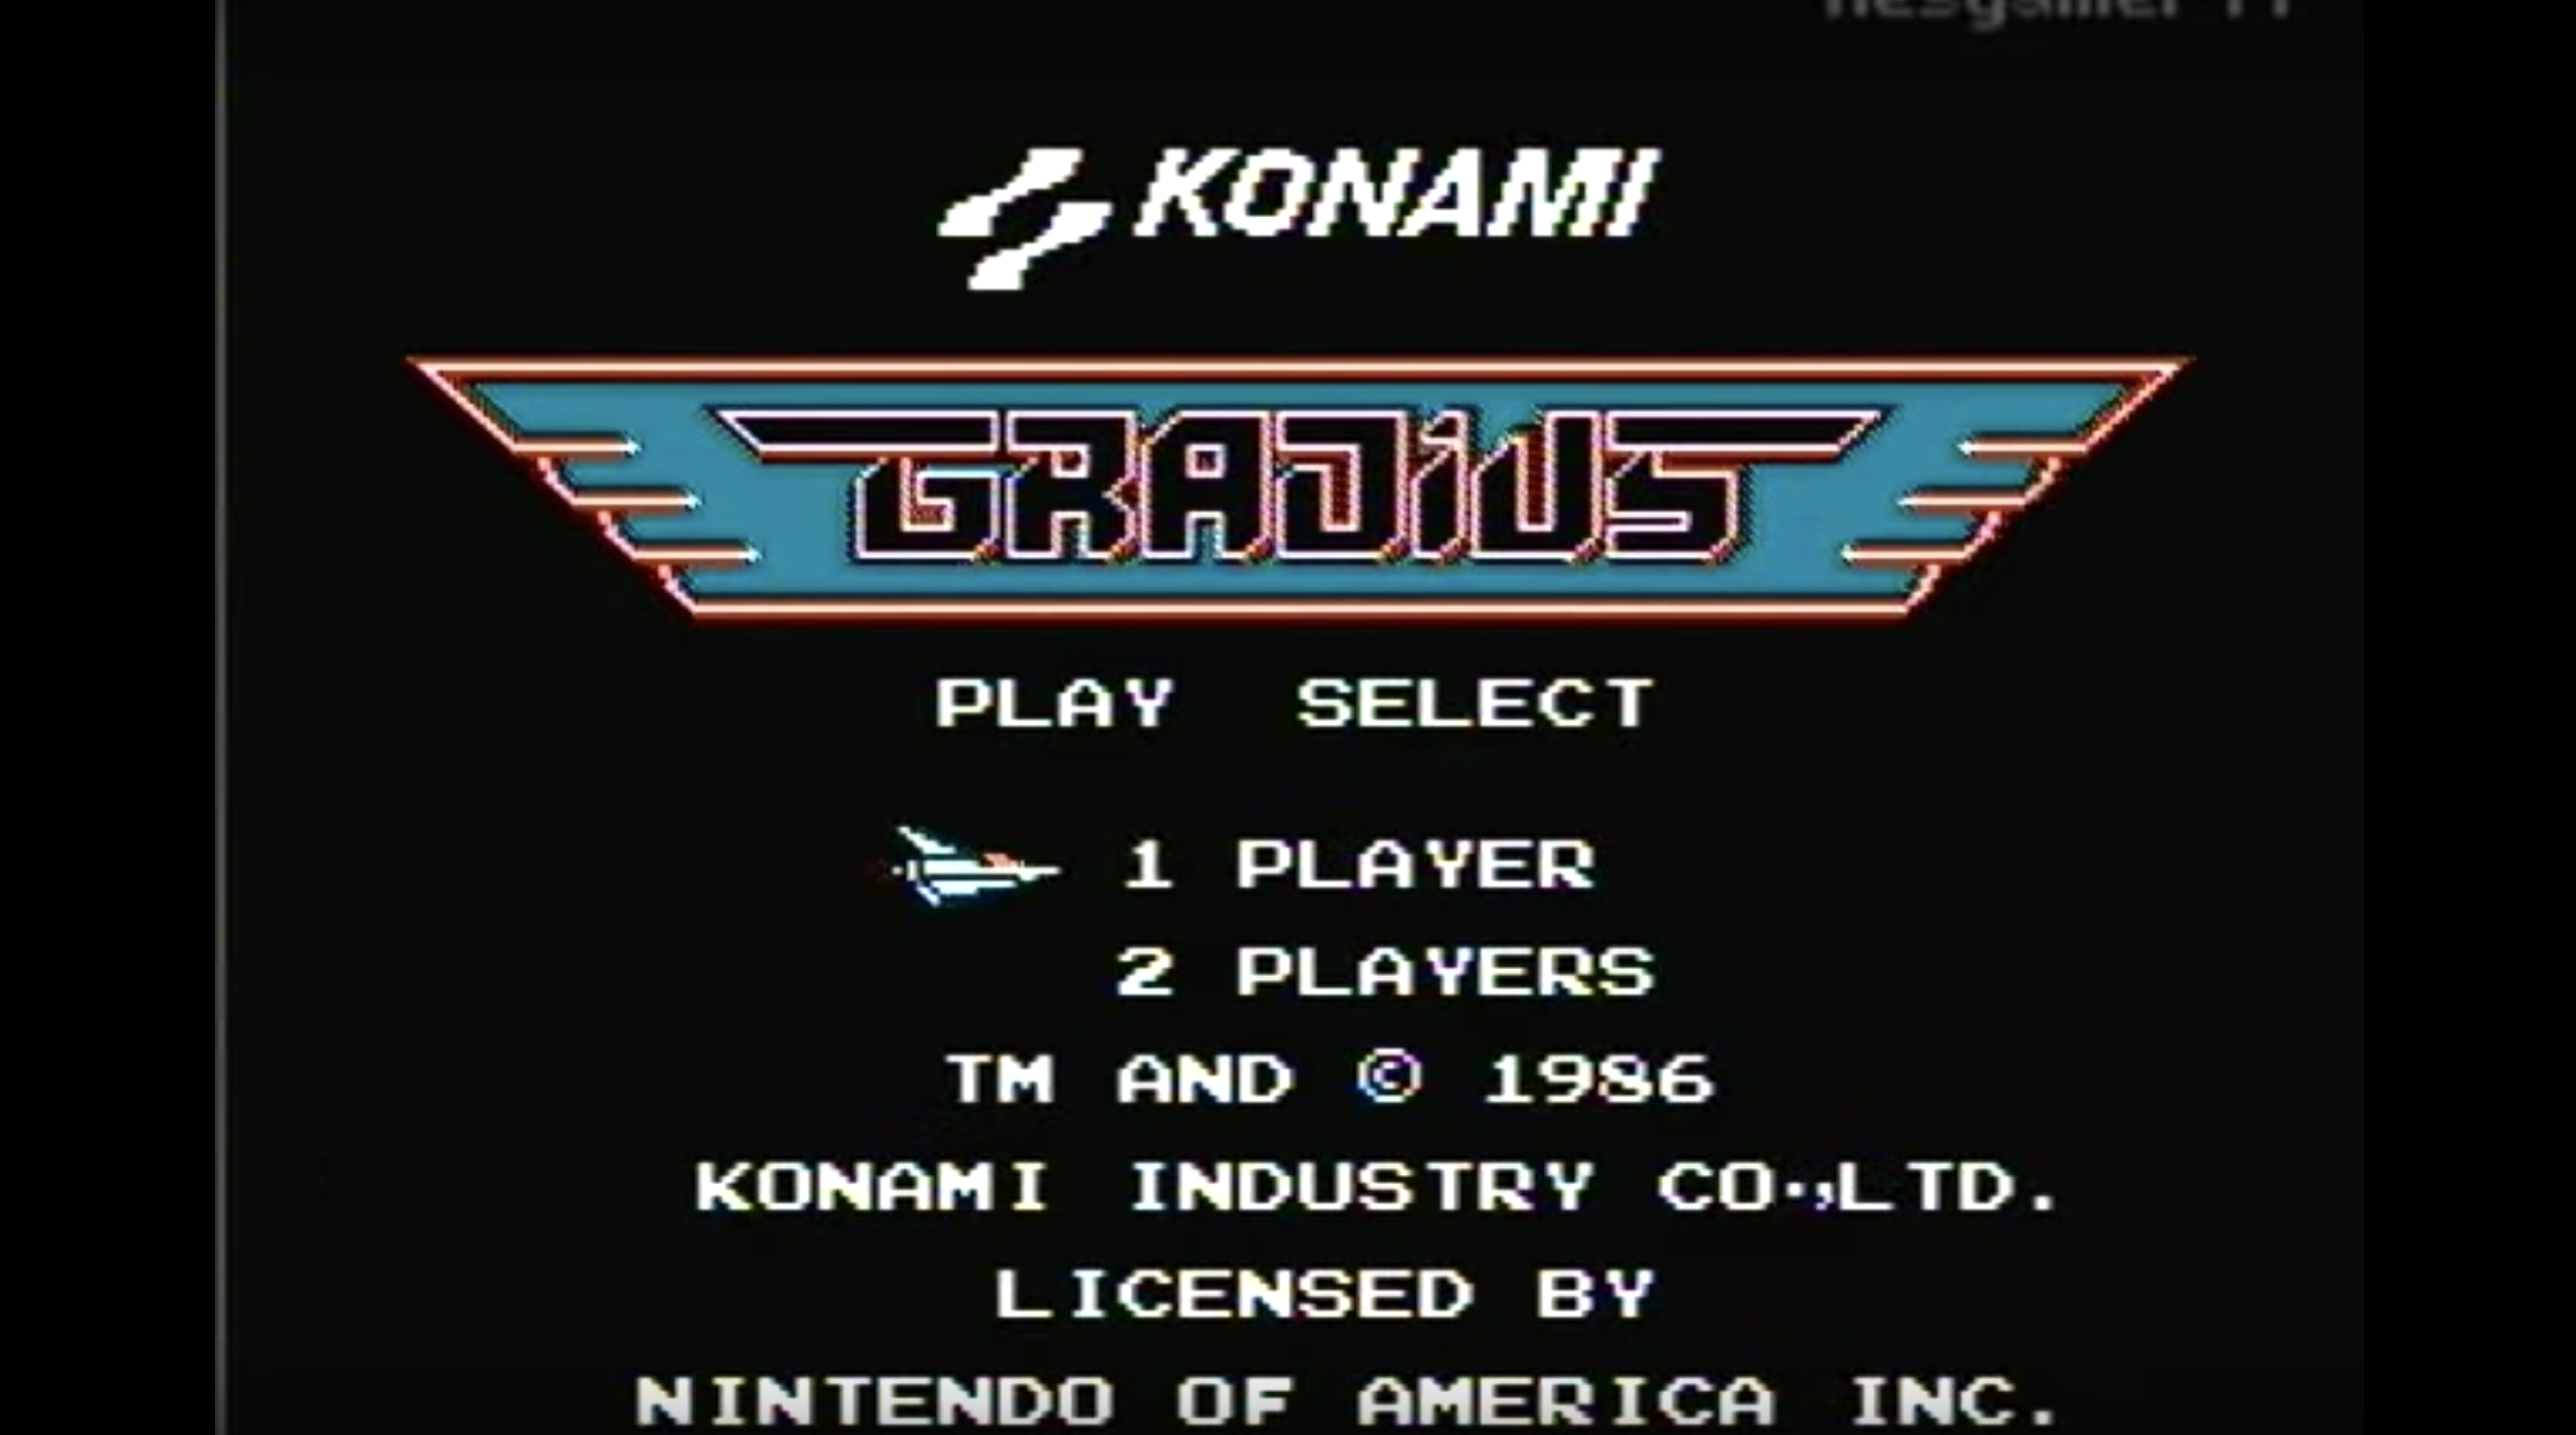 KONAMI
GRADIUS
PLAY SELECT
1 PLAYER
2 PLAYERS
TM AND © 1986
KONAMI INDUSTRY CO.,LTD.
LICENSED BY
NINTENDO OF AMERICA INC.